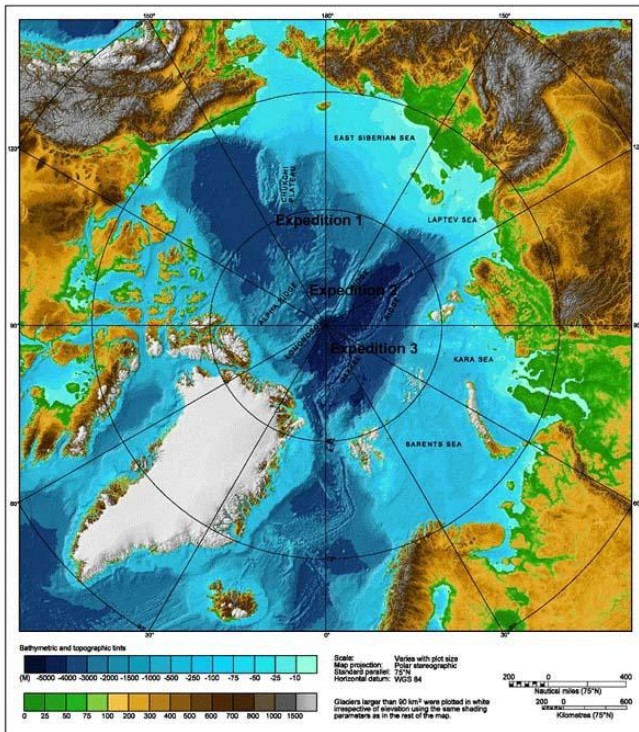 150°
180°
120°
EAST SIBERIAN SEA
CHUKCHI
PLATEAU
Expedition 1
LAPTEV SEA
Expedition 2
ALPHA RIDGE
90°
Expedition 3
KARA SEA
BARENTS SEA
60°
30°
0°
30°
Bathymetric and topographic tints
(M) -5000 -4000 -3000 -2000 -1000 -500 -200 -100 -75 -50 -25 -10
0 25 50 75 100 200 300 400 500 600 700 800 1000 1500
Scale: Varies with plot size
Map projection: Polar stereographic
Standard parallel: 75°N
Horizontal datum: WGS 84
Glaciers larger than 90 km² were plotted in white
irrespective of elevation using the same shading
parameters as in the rest of the map.
200 0 400
Nautical miles (75°N)
200 0 600
Kilometres (75°N)